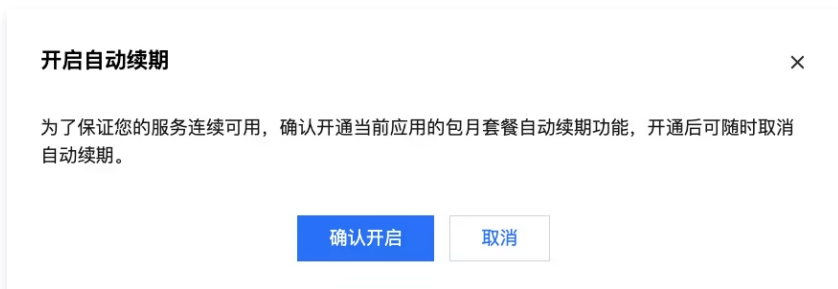 开启自动续期
为了保证您的服务连续可用，确认开通当前应用的包月套餐自动续期功能，开通后可随时取消
自动续期。
确认开启
取消